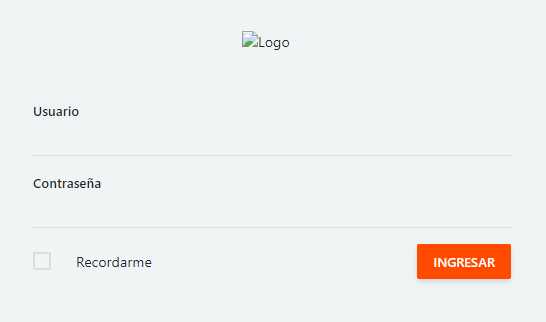 Logo
Usuario
Contraseña
Recordarme
INGRESAR